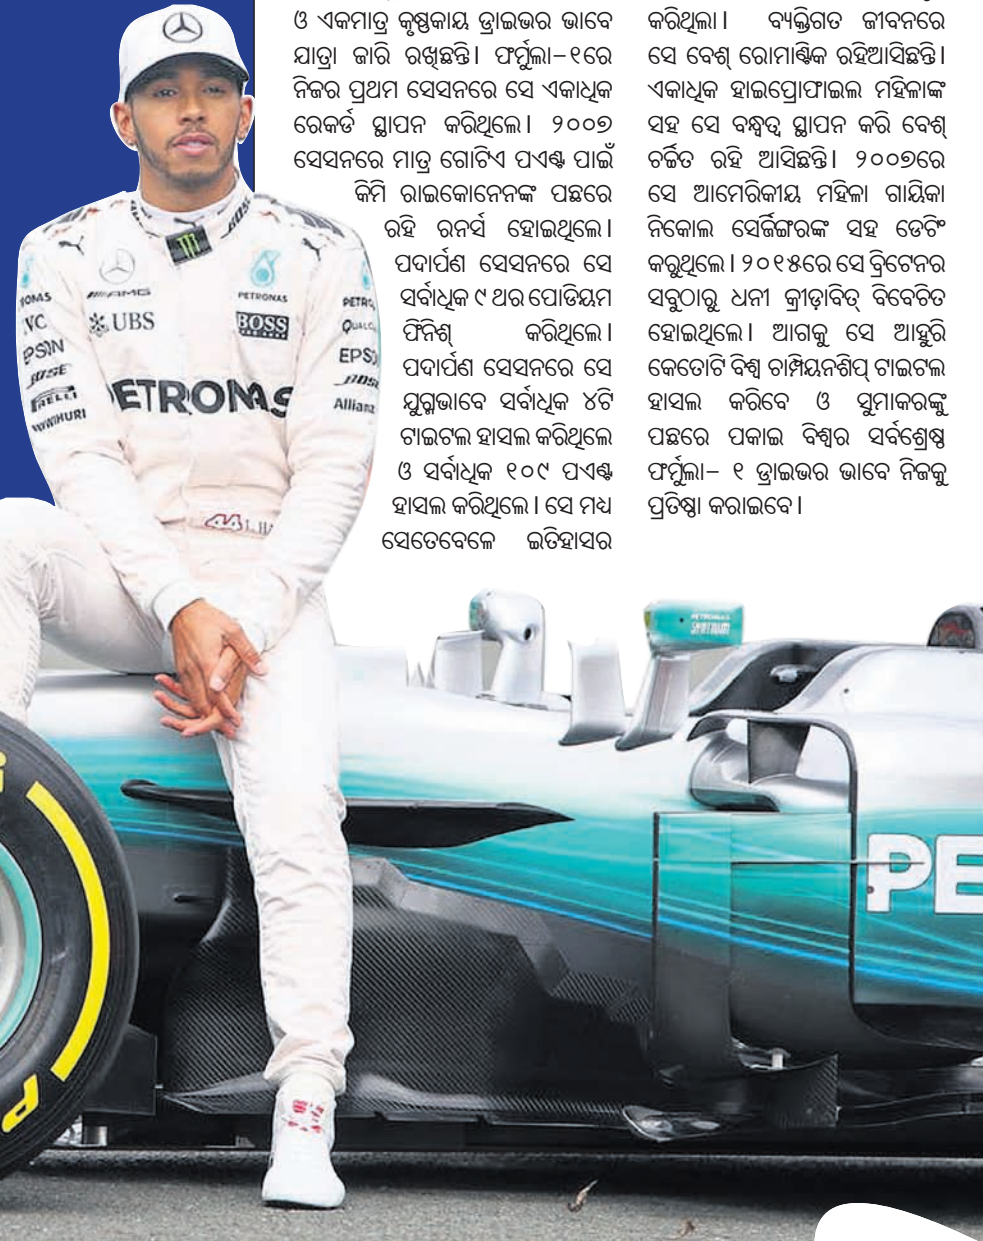 ଓ ଏକମାତ୍ର କୃଷ୍ଣକାୟ ଡ୍ରାଇଭର ଭାବେ
ଯାତ୍ରା ଜାରି ରଖିଛନ୍ତି। ଫର୍ମୁଲା-୧ରେ
ନିଜର ପ୍ରଥମ ସେସନରେ ସେ ଏକାଧିକ
ରେକର୍ଡ ସ୍ଥାପନ କରିଥିଲେ। ୨୦୦୭
ସେସନରେ ମାତ୍ର ଗୋଟିଏ ପଏଣ୍ଟ ପାଇଁ
କିମି ରାଇକୋନେନଙ୍କ ପଛରେ
ରହି ରନର୍ସ ହୋଇଥିଲେ।
ପଦାର୍ପଣ ସେସନରେ ସେ
ସର୍ବାଧିକ ୯ ଥର ପୋଡିୟମ
ଫିନିଶ୍ କରିଥିଲେ।
ପଦାର୍ପଣ ସେସନରେ ସେ
ଯୁଗ୍ମଭାବେ ସର୍ବାଧିକ ୪ଟି
ଟାଇଟଲ ହାସଲ କରିଥିଲେ
ଓ ସର୍ବାଧିକ ୧୦୯ ପଏଣ୍ଟ
ହାସଲ କରିଥିଲେ। ସେ ମଧ୍ୟ
ସେତେବେଳେ ଇତିହାସର
କରିଥିଲା। ବ୍ୟକ୍ତିଗତ ଜୀବନରେ
ସେ ବେଶ୍ ରୋମାଣ୍ଟିକ ରହିଆସିଛନ୍ତି।
ଏକାଧିକ ହାଇପ୍ରୋଫାଇଲ ମହିଳାଙ୍କ
ସହ ସେ ବନ୍ଧୁତ୍ୱ ସ୍ଥାପନ କରି ବେଶ୍
ଚର୍ଚ୍ଚିତ ରହି ଆସିଛନ୍ତି। ୨୦୦୭ରେ
ସେ ଆମେରିକୀୟ ମହିଳା ଗାୟିକା
ନିକୋଲ ସେର୍ଜିଙ୍ଗରଙ୍କ ସହ ଡେଟିଂ
କରୁଥିଲେ। ୨୦୧୫ରେ ସେ ବ୍ରିଟେନର
ସବୁଠାରୁ ଧନୀ କ୍ରୀଡ଼ାବିତ୍ ବିବେଚିତ
ହୋଇଥିଲେ। ଆଗକୁ ସେ ଆହୁରି
କେତୋଟି ବିଶ୍ୱ ଚାମ୍ପିୟନଶିପ୍ ଟାଇଟଲ
ହାସଲ କରିବେ ଓ ସୁମାକରଙ୍କୁ
ପଛରେ ପକାଇ ବିଶ୍ୱର ସର୍ବଶ୍ରେଷ୍ଠ
ଫର୍ମୁଲା- ୧ ଡ୍ରାଇଭର ଭାବେ ନିଜକୁ
ପ୍ରତିଷ୍ଠା କରାଇବେ।
AMG
PETRONAS
UBS
BOSS
EPSON
BOSE
PETRONAS
Allianz
44
PETRONAS
PE